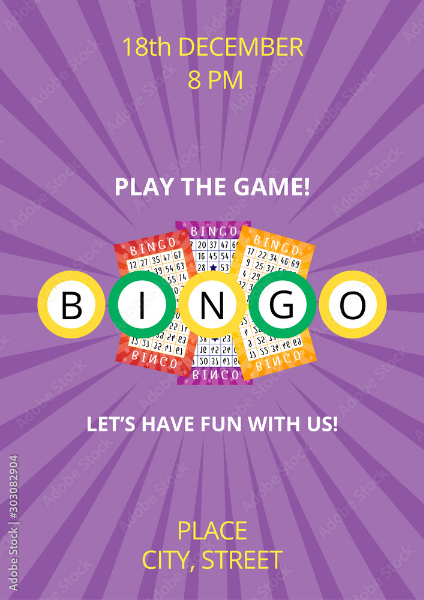 18th DECEMBER
8 PM
PLAY THE GAME!
BINGO
BINGO
BINGO
B I N G O
BINGO
BINGO
BINGO
LET'S HAVE FUN WITH US!
PLACE
CITY, STREET
Adobe Stock | #303082904